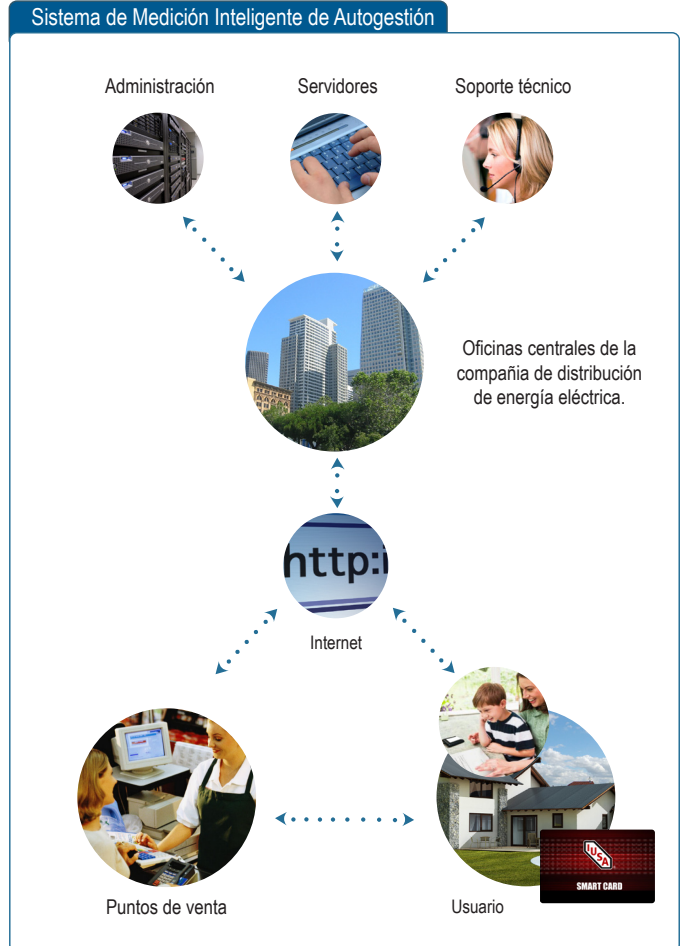 Sistema de Medición Inteligente de Autogestión
Administración
Servidores
Soporte técnico
Oficinas centrales de la
compañia de distribución
de energía eléctrica.
http:i
Internet
Puntos de venta
Usuario
IUSA
SMART CARD